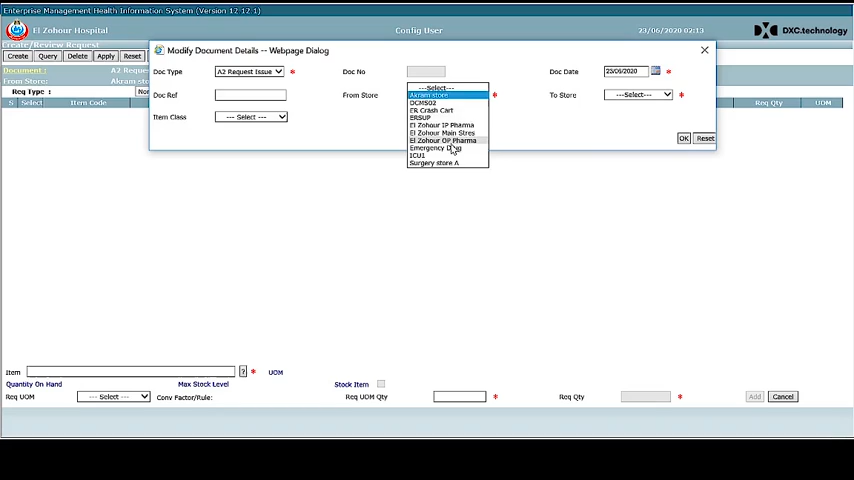 Enterprise Management Health Information System (Version 12.12.1)
El Zohour Hospital Config User 23/06/2020 02:13 DXC.technology
Create/Review Request
Create Query Delete Apply Reset
Modify Document Details -- Webpage Dialog
Document : A2 R
From Store: Akram sto
Req Type :
S Select Item Code Req Qty UOM
Doc Type A2 Request Issue * Doc No Doc Date 23/06/2020 *
Doc Ref From Store * To Store ---Select--- *
Item Class --- Select ---
---Select---
Akram store
DCMS02
ER Crash Cart
ERSUP
El Zohour IP Pharma
El Zohour Main Stres
El Zohour OP Pharma
Emergency
ICU1
Surgery store A
OK Reset
Item ? * UOM
Quantity On Hand Max Stock Level Stock Item
Req UOM --- Select --- Conv Factor/Rule: Req UOM Qty * Req Qty * Add Cancel